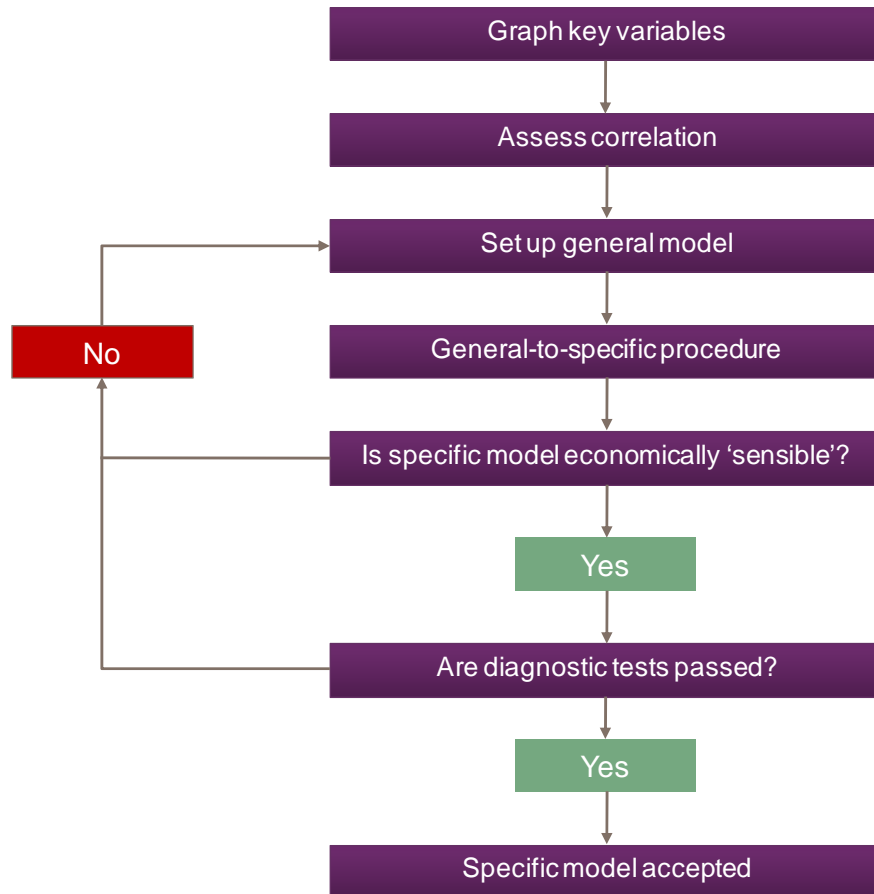 Graph key variables
Assess correlation
Set up general model
No
General-to-specific procedure
Is specific model economically ‘sensible’?
Yes
Are diagnostic tests passed?
Yes
Specific model accepted